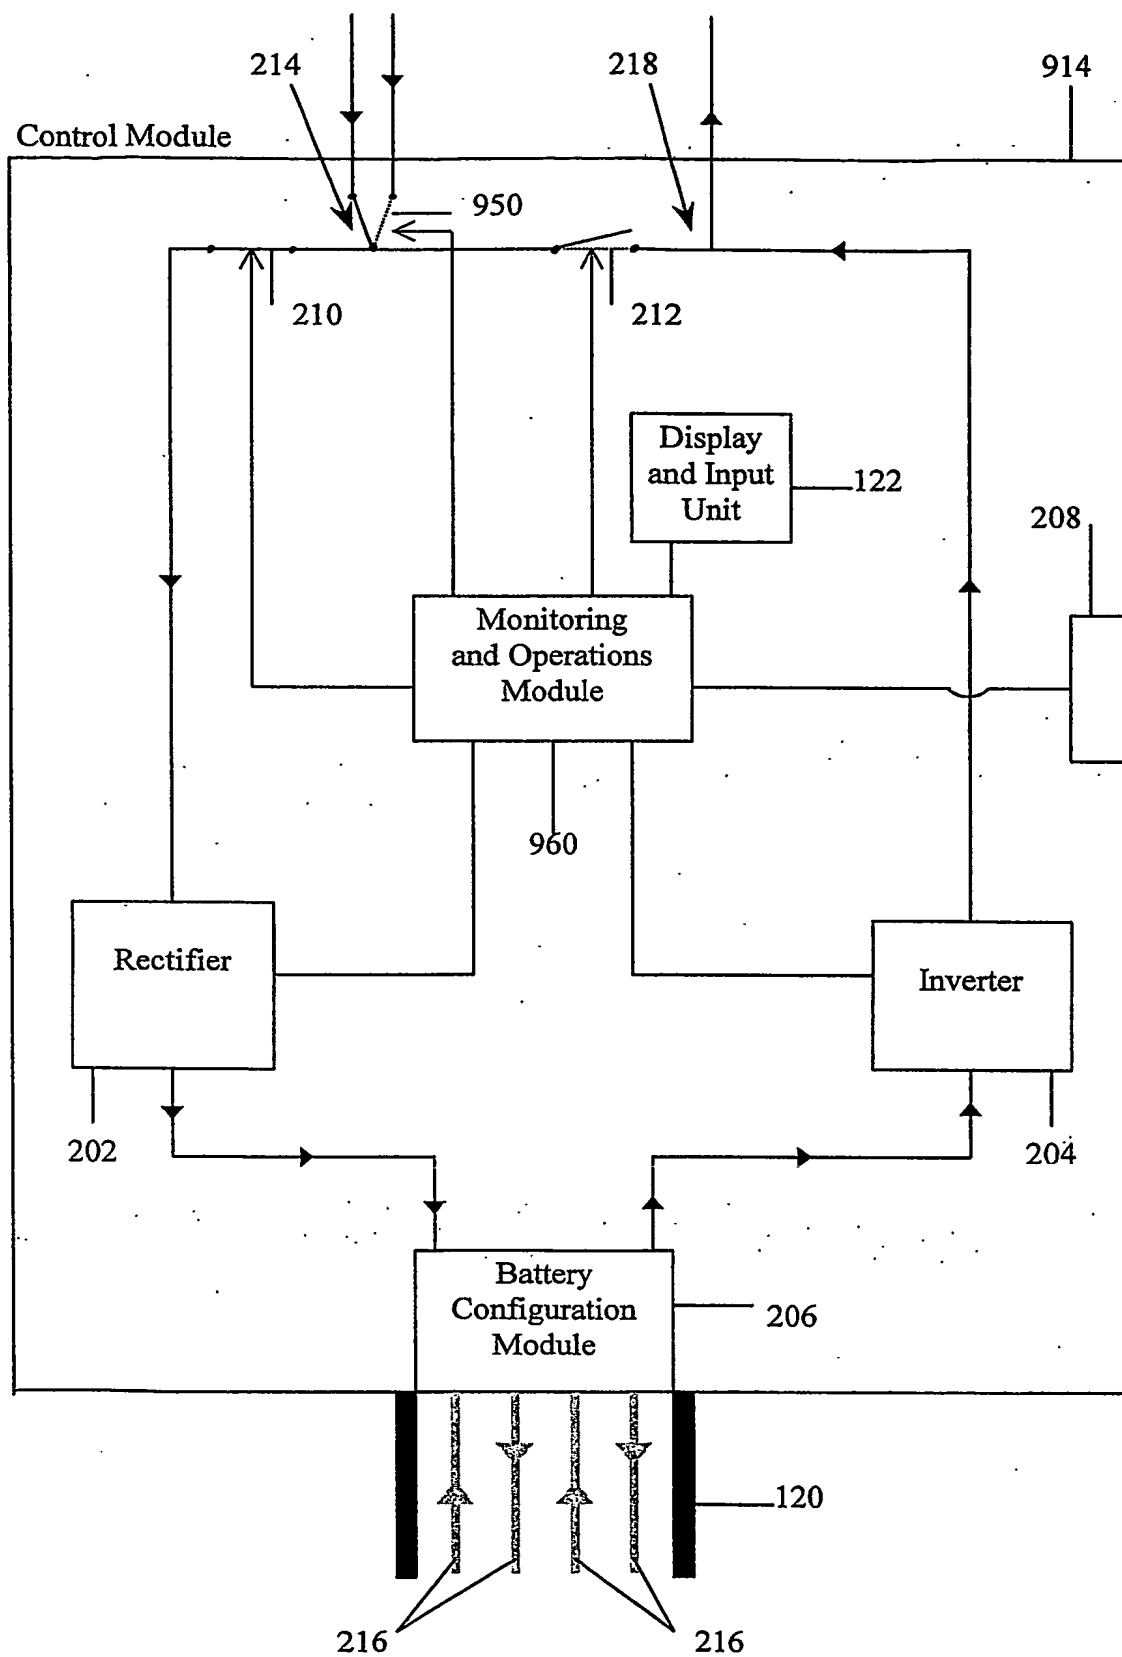 214
218
914
Control Module
950
210
212
Display
and Input
Unit
122
208
Monitoring
and Operations
Module
960
Rectifier
Inverter
202
204
Battery
Configuration
Module
206
120
216
216